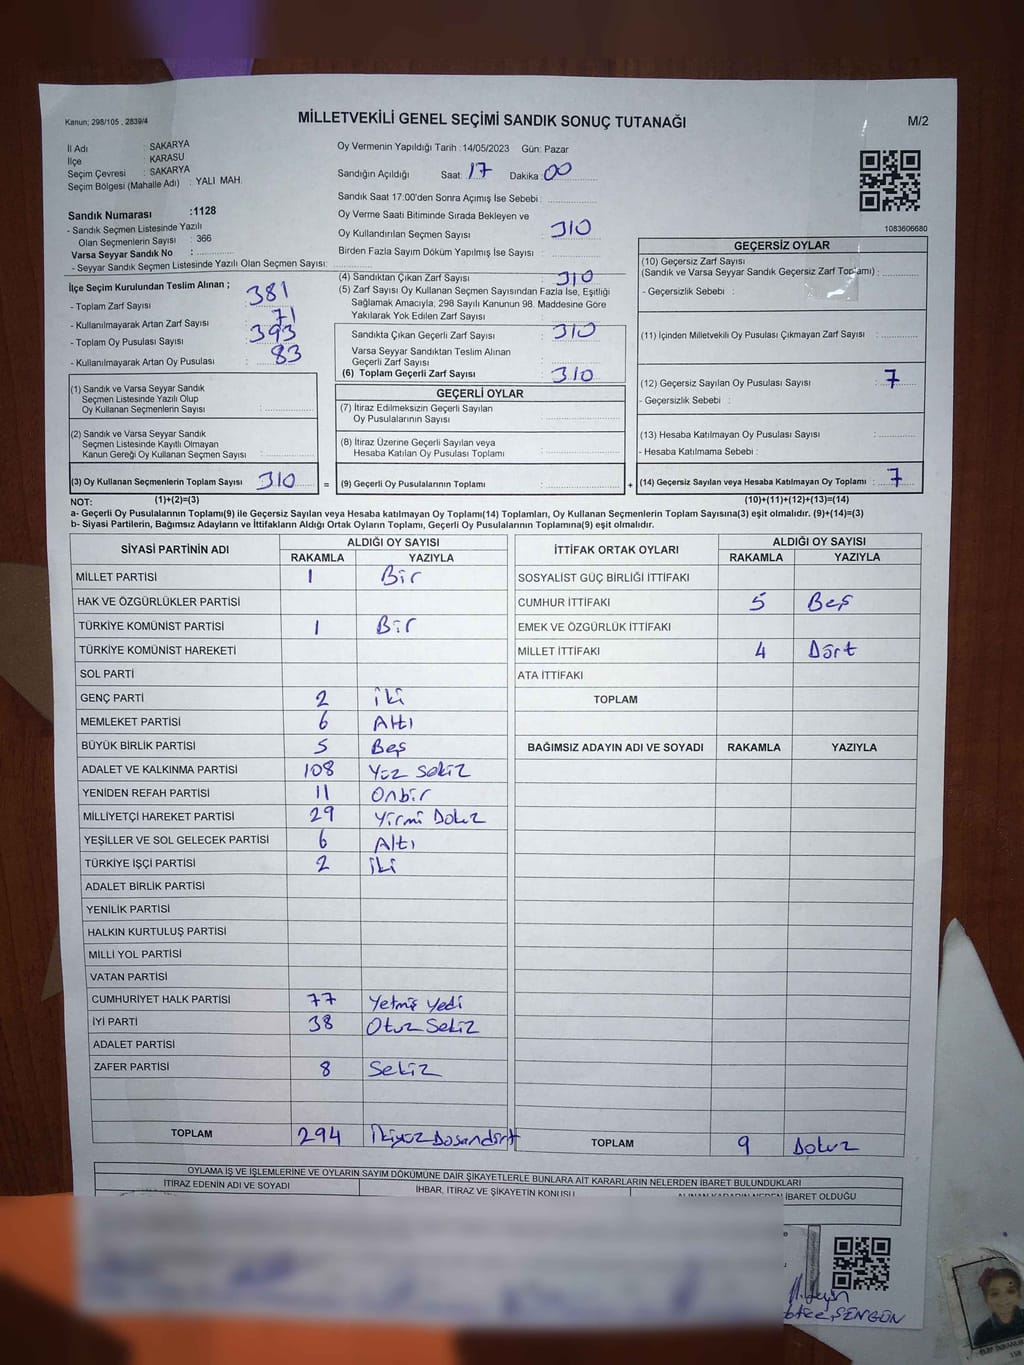 Kanun; 298/105 , 2839/4
MİLLETVEKİLİ GENEL SEÇİMİ SANDIK SONUÇ TUTANAĞI
M/2
İl Adı : SAKARYA
İlçe : KARASU
Seçim Çevresi : SAKARYA
Seçim Bölgesi (Mahalle Adı) : YALI MAH.
Sandık Numarası :1128
- Sandık Seçmen Listesinde Yazılı
Olan Seçmenlerin Sayısı : 366
Varsa Seyyar Sandık No :
- Seyyar Sandık Seçmen Listesinde Yazılı Olan Seçmen Sayısı:
Oy Vermenin Yapıldığı Tarih :14/05/2023 Gün: Pazar
Sandığın Açıldığı Saat: 17 Dakika: 00
Sandık Saat 17:00'den Sonra Açımış İse Sebebi :
Oy Verme Saati Bitiminde Sırada Bekleyen ve
Oy Kullandırılan Seçmen Sayısı : 310
Birden Fazla Sayım Döküm Yapılmış İse Sayısı :
1083606680
İlçe Seçim Kurulundan Teslim Alınan ;
- Toplam Zarf Sayısı : 381
- Kullanılmayarak Artan Zarf Sayısı : 71
- Toplam Oy Pusulası Sayısı : 393
- Kullanılmayarak Artan Oy Pusulası : 83
(1) Sandık ve Varsa Seyyar Sandık
Seçmen Listesinde Yazılı Olup
Oy Kullanan Seçmenlerin Sayısı :
(2) Sandık ve Varsa Seyyar Sandık
Seçmen Listesinde Kayıtlı Olmayan
Kanun Gereği Oy Kullanan Seçmen Sayısı :
(3) Oy Kullanan Seçmenlerin Toplam Sayısı 310 =
(4) Sandıktan Çıkan Zarf Sayısı : 310
(5) Zarf Sayısı Oy Kullanan Seçmen Sayısından Fazla İse, Eşitliği
Sağlamak Amacıyla, 298 Sayılı Kanunun 98. Maddesine Göre
Yakılarak Yok Edilen Zarf Sayısı :
Sandıkta Çıkan Geçerli Zarf Sayısı : 310
Varsa Seyyar Sandıktan Teslim Alınan
Geçerli Zarf Sayısı :
(6) Toplam Geçerli Zarf Sayısı : 310
GEÇERLİ OYLAR
(7) İtiraz Edilmeksizin Geçerli Sayılan
Oy Pusulalarının Sayısı :
(8) İtiraz Üzerine Geçerli Sayılan veya
Hesaba Katılan Oy Pusulası Toplamı :
(9) Geçerli Oy Pusulalarının Toplamı : +
GEÇERSİZ OYLAR
(10) Geçersiz Zarf Sayısı
(Sandık ve Varsa Seyyar Sandık Geçersiz Zarf Toplamı) :
- Geçersizlik Sebebi :
(11) İçinden Milletvekili Oy Pusulası Çıkmayan Zarf Sayısı :
(12) Geçersiz Sayılan Oy Pusulası Sayısı : 7
- Geçersizlik Sebebi :
(13) Hesaba Katılmayan Oy Pusulası Sayısı :
- Hesaba Katılmama Sebebi :
(14) Geçersiz Sayılan veya Hesaba Katılmayan Oy Toplamı : 7
NOT: (1)+(2)=(3) (10)+(11)+(12)+(13)=(14)
a- Geçerli Oy Pusulalarının Toplamı(9) ile Geçersiz Sayılan veya Hesaba katılmayan Oy Toplamı(14) Toplamları, Oy Kullanan Seçmenlerin Toplam Sayısına(3) eşit olmalıdır. (9)+(14)=(3)
b- Siyasi Partilerin, Bağımsız Adayların ve İttifakların Aldığı Ortak Oyların Toplamı, Geçerli Oy Pusulalarının Toplamına(9) eşit olmalıdır.
SİYASİ PARTİNİN ADI ALDIĞI OY SAYISI
RAKAMLA YAZIYLA
MİLLET PARTİSİ 1 Bir
HAK VE ÖZGÜRLÜKLER PARTİSİ
TÜRKİYE KOMÜNİST PARTİSİ 1 Bir
TÜRKİYE KOMÜNİST HAREKETİ
SOL PARTİ
GENÇ PARTİ 2 İki
MEMLEKET PARTİSİ 6 Altı
BÜYÜK BİRLİK PARTİSİ 5 Beş
ADALET VE KALKINMA PARTİSİ 108 Yüz Sekiz
YENİDEN REFAH PARTİSİ 11 Onbir
MİLLİYETÇİ HAREKET PARTİSİ 29 Yirmi Dokuz
YEŞİLLER VE SOL GELECEK PARTİSİ 6 Altı
TÜRKİYE İŞÇİ PARTİSİ 2 İki
ADALET BİRLİK PARTİSİ
YENİLİK PARTİSİ
HALKIN KURTULUŞ PARTİSİ
MİLLİ YOL PARTİSİ
VATAN PARTİSİ
CUMHURİYET HALK PARTİSİ 77 Yetmiş Yedi
İYİ PARTİ 38 Otuz Sekiz
ADALET PARTİSİ
ZAFER PARTİSİ 8 Sekiz
TOPLAM 294 İkiyüz Dosandört
İTTİFAK ORTAK OYLARI ALDIĞI OY SAYISI
RAKAMLA YAZIYLA
SOSYALİST GÜÇ BİRLİĞİ İTTİFAKI
CUMHUR İTTİFAKI 5 Beş
EMEK VE ÖZGÜRLÜK İTTİFAKI
MİLLET İTTİFAKI 4 Dört
ATA İTTİFAKI
TOPLAM
BAĞIMSIZ ADAYIN ADI VE SOYADI RAKAMLA YAZIYLA
TOPLAM 9 Dokuz
OYLAMA İŞ VE İŞLEMLERİNE VE OYLARIN SAYIM DÖKÜMÜNE DAİR ŞİKAYETLERLE BUNLARA AİT KARARLARIN NELERDEN İBARET BULUNDUKLARI
İTİRAZ EDENİN ADI VE SOYADI
İHBAR, İTİRAZ VE ŞİKAYETİN KONUSU
ALINAN KARARIN NEDEN İBARET OLDUĞU
ŞENGÜN